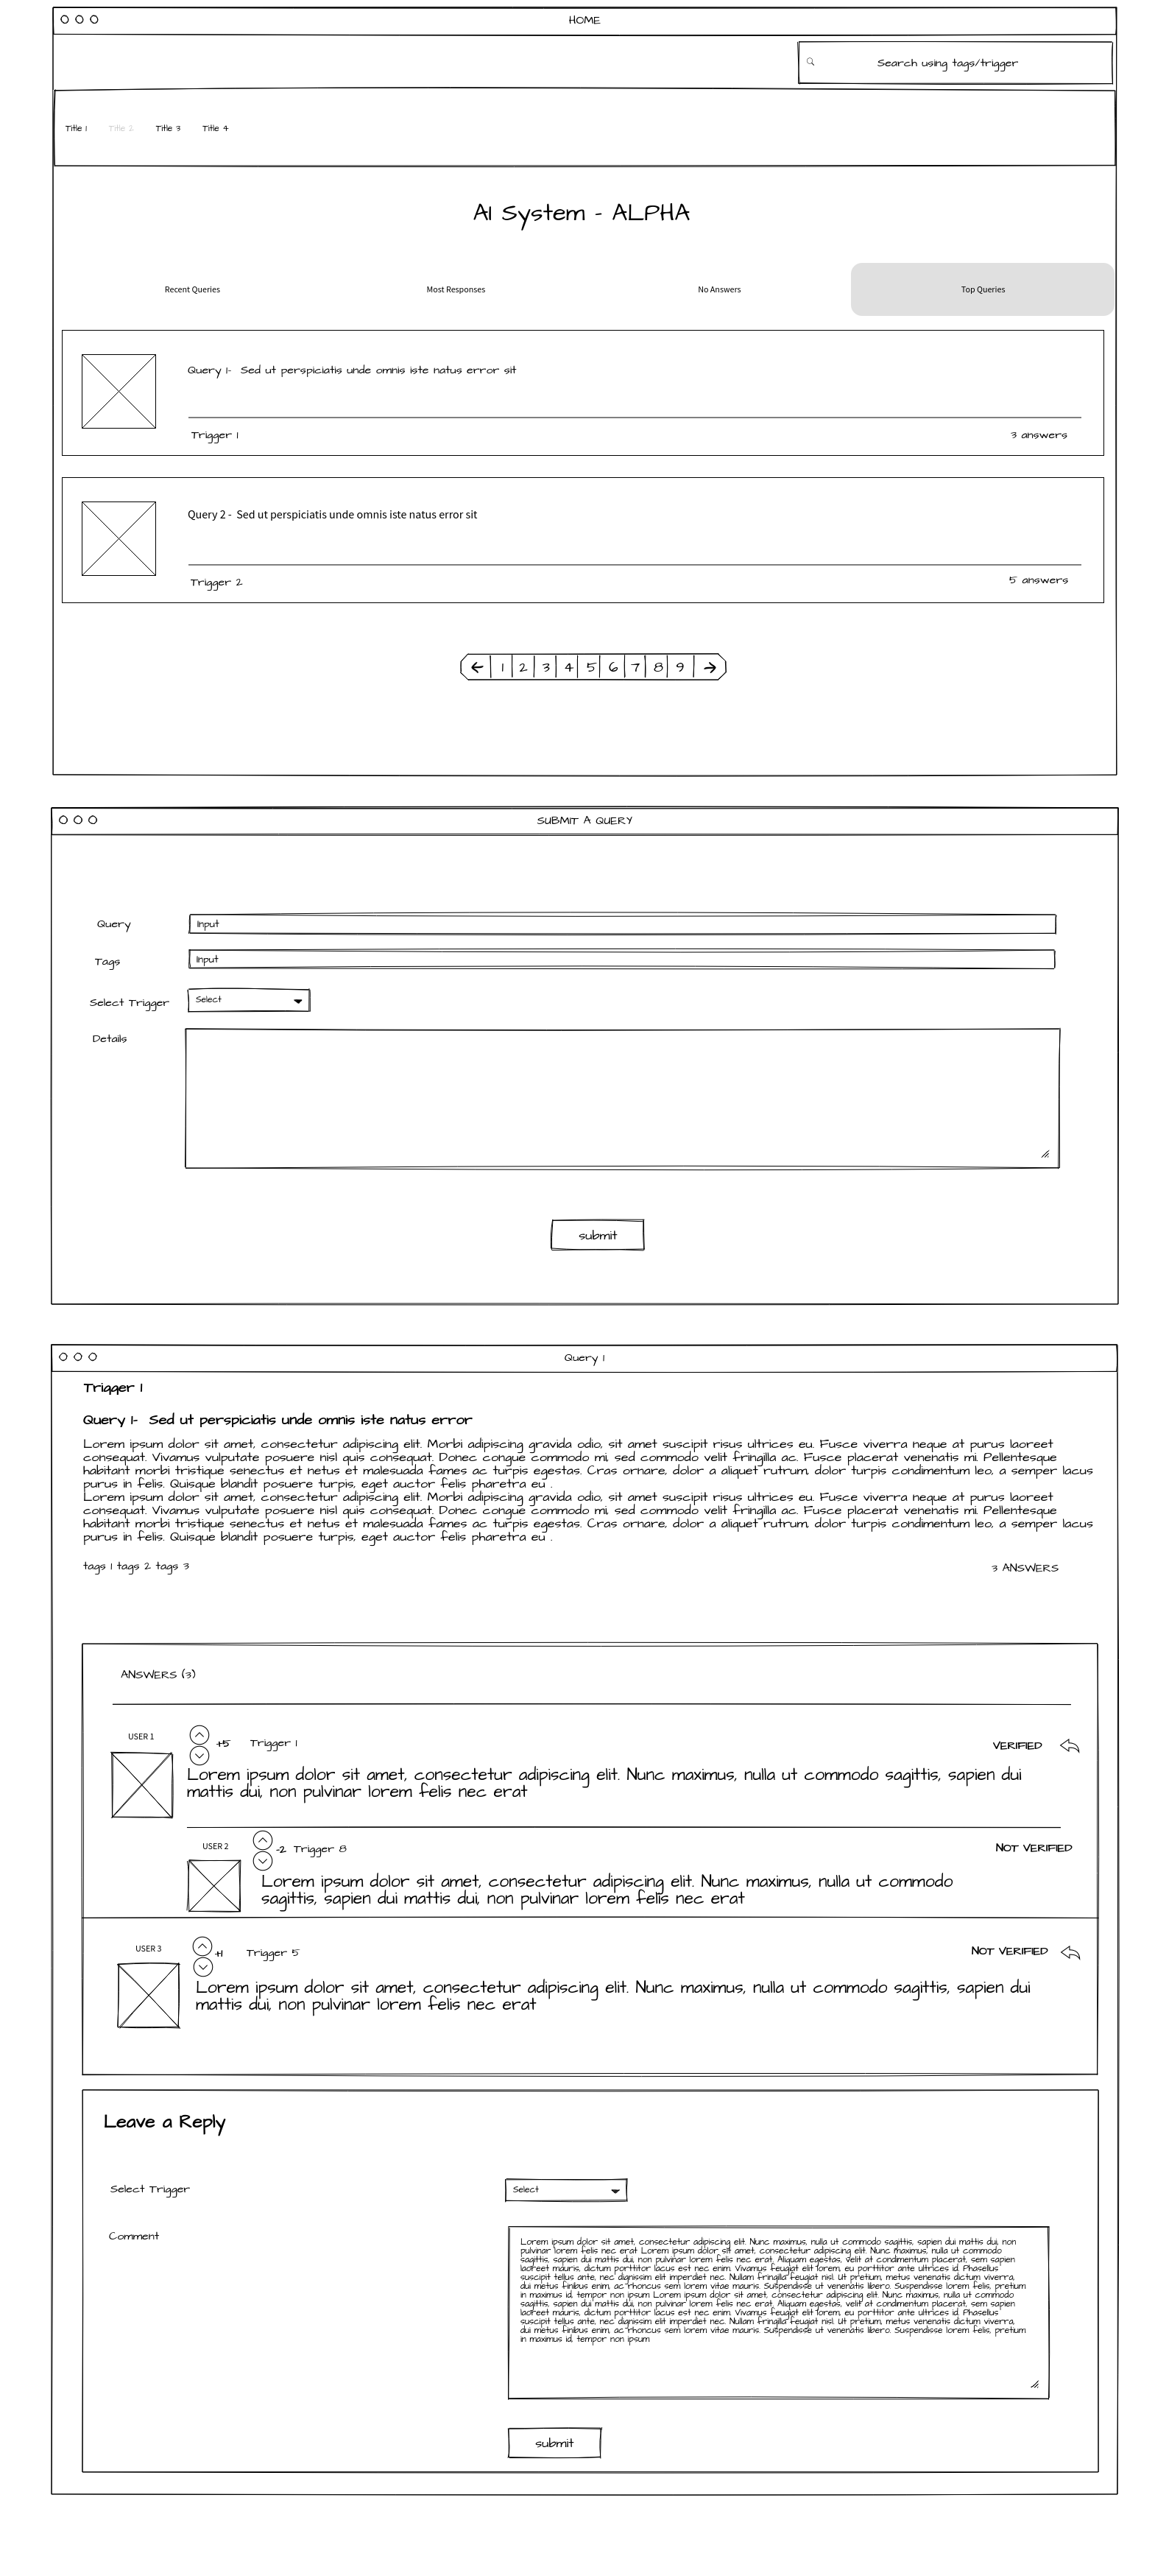 HOME
Search using tags/trigger
Title 1 Title 2 Title 3 Title 4
AI System - ALPHA
Recent Queries Most Responses No Answers Top Queries
Query 1- Sed ut perspiciatis unde omnis iste natus error sit
Trigger 1 3 answers
Query 2 - Sed ut perspiciatis unde omnis iste natus error sit
Trigger 2 5 answers
1 2 3 4 5 6 7 8 9
SUBMIT A QUERY
Query Input
Tags Input
Select Trigger Select
Details
submit
Query 1
Trigger 1
Query 1- Sed ut perspiciatis unde omnis iste natus error
Lorem ipsum dolor sit amet, consectetur adipiscing elit. Morbi adipiscing gravida odio, sit amet suscipit risus ultrices eu. Fusce viverra neque at purus laoreet
consequat. Vivamus vulputate posuere nisl quis consequat. Donec congue commodo mi, sed commodo velit fringilla ac. Fusce placerat venenatis mi. Pellentesque
habitant morbi tristique senectus et netus et malesuada fames ac turpis egestas. Cras ornare, dolor a aliquet rutrum, dolor turpis condimentum leo, a semper lacus
purus in felis. Quisque blandit posuere turpis, eget auctor felis pharetra eu .
Lorem ipsum dolor sit amet, consectetur adipiscing elit. Morbi adipiscing gravida odio, sit amet suscipit risus ultrices eu. Fusce viverra neque at purus laoreet
consequat. Vivamus vulputate posuere nisl quis consequat. Donec congue commodo mi, sed commodo velit fringilla ac. Fusce placerat venenatis mi. Pellentesque
habitant morbi tristique senectus et netus et malesuada fames ac turpis egestas. Cras ornare, dolor a aliquet rutrum, dolor turpis condimentum leo, a semper lacus
purus in felis. Quisque blandit posuere turpis, eget auctor felis pharetra eu .
tags 1 tags 2 tags 3 3 ANSWERS
ANSWERS (3)
USER 1 +5 Trigger 1 VERIFIED
Lorem ipsum dolor sit amet, consectetur adipiscing elit. Nunc maximus, nulla ut commodo sagittis, sapien dui
mattis dui, non pulvinar lorem felis nec erat
USER 2 -2 Trigger 8 NOT VERIFIED
Lorem ipsum dolor sit amet, consectetur adipiscing elit. Nunc maximus, nulla ut commodo
sagittis, sapien dui mattis dui, non pulvinar lorem felis nec erat
USER 3 +1 Trigger 5 NOT VERIFIED
Lorem ipsum dolor sit amet, consectetur adipiscing elit. Nunc maximus, nulla ut commodo sagittis, sapien dui
mattis dui, non pulvinar lorem felis nec erat
Leave a Reply
Select Trigger Select
Comment
Lorem ipsum dolor sit amet, consectetur adipiscing elit. Nunc maximus, nulla ut commodo sagittis, sapien dui mattis dui, non
pulvinar lorem felis nec erat Lorem ipsum dolor sit amet, consectetur adipiscing elit. Nunc maximus, nulla ut commodo
sagittis, sapien dui mattis dui, non pulvinar lorem felis nec erat. Aliquam egestas, velit at condimentum placerat, sem sapien
laoreet mauris, dictum porttitor lacus est nec enim. Vivamus feugiat elit lorem, eu porttitor ante ultrices id. Phasellus
suscipit tellus ante, nec dignissim elit imperdiet nec. Nullam fringilla feugiat nisl. Ut pretium, metus venenatis dictum viverra,
dui metus finibus enim, ac rhoncus sem lorem vitae mauris. Suspendisse ut venenatis libero. Suspendisse lorem felis, pretium
in maximus id, tempor non ipsum Lorem ipsum dolor sit amet, consectetur adipiscing elit. Nunc maximus, nulla ut commodo
sagittis, sapien dui mattis dui, non pulvinar lorem felis nec erat. Aliquam egestas, velit at condimentum placerat, sem sapien
laoreet mauris, dictum porttitor lacus est nec enim. Vivamus feugiat elit lorem, eu porttitor ante ultrices id. Phasellus
suscipit tellus ante, nec dignissim elit imperdiet nec. Nullam fringilla feugiat nisl. Ut pretium, metus venenatis dictum viverra,
dui metus finibus enim, ac rhoncus sem lorem vitae mauris. Suspendisse ut venenatis libero. Suspendisse lorem felis, pretium
in maximus id, tempor non ipsum
submit